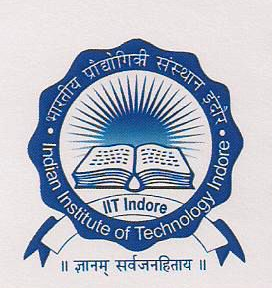 भारतीय प्रौद्योगिकी संस्थान इंदौर
IIT Indore
Indian Institute of Technology Indore
॥ ज्ञानम् सर्वजनहिताय ॥